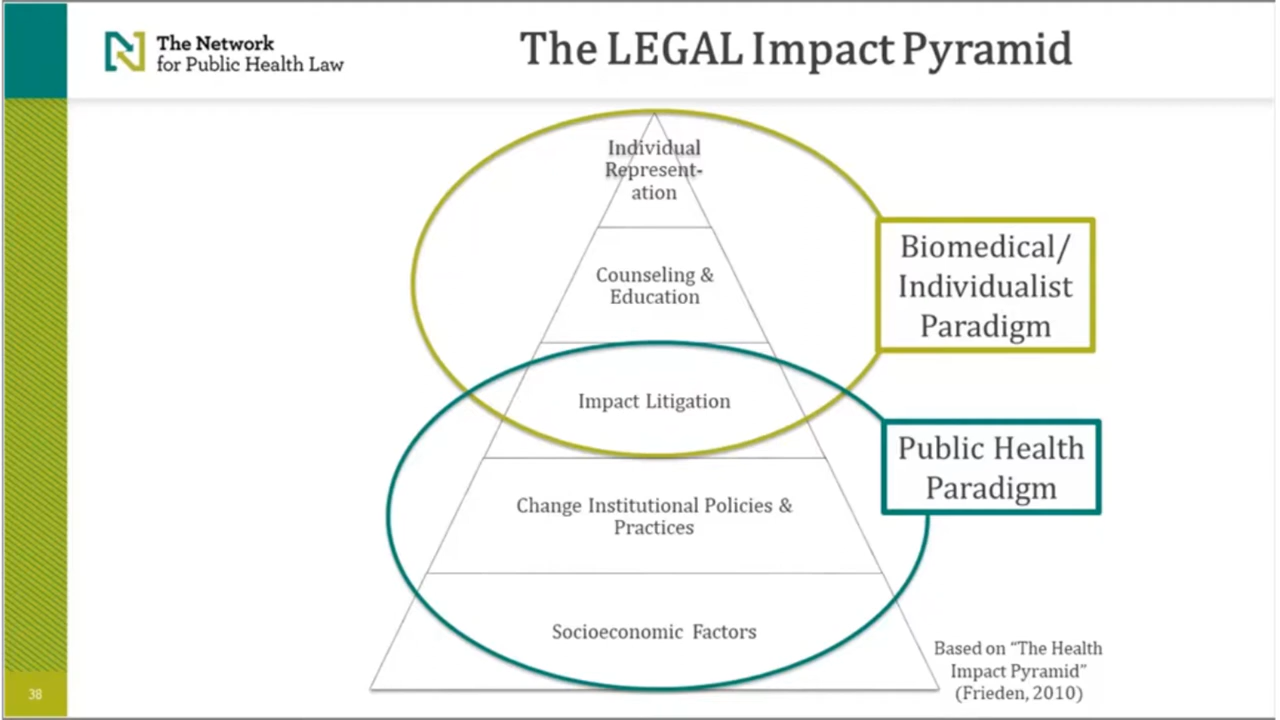 The Network
for Public Health Law
The LEGAL Impact Pyramid
Individual
Represent-
ation
Counseling &
Education
Biomedical/
Individualist
Paradigm
Impact Litigation
Public Health
Paradigm
Change Institutional Policies &
Practices
Socioeconomic Factors
Based on “The Health
Impact Pyramid”
(Frieden, 2010)
38